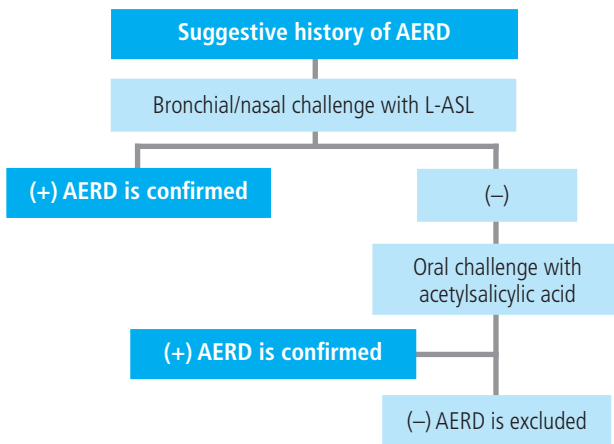 Suggestive history of AERD
Bronchial/nasal challenge with L-ASL
(+) AERD is confirmed
(–)
Oral challenge with
acetylsalicylic acid
(+) AERD is confirmed
(–) AERD is excluded